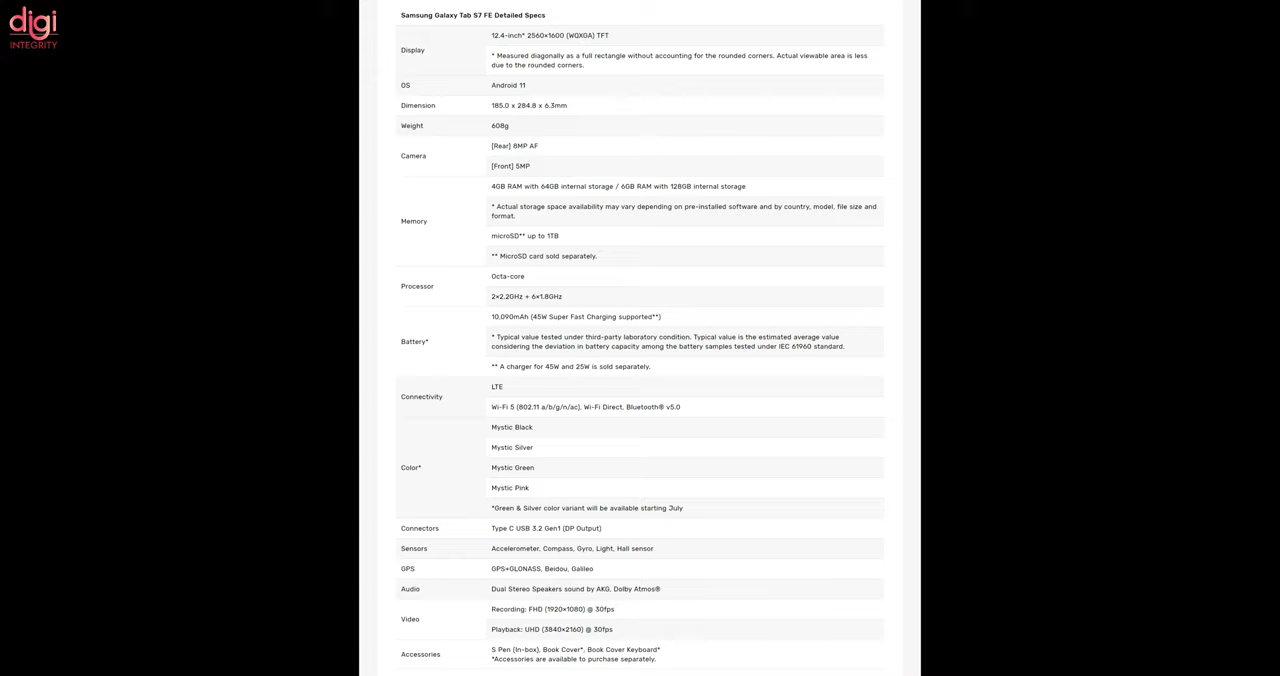 digi
INTEGRITY
Samsung Galaxy Tab S7 FE Detailed Specs
Display
12.4-inch* 2560×1600 (WQXGA) TFT
* Measured diagonally as a full rectangle without accounting for the rounded corners. Actual viewable area is less
due to the rounded corners.
OS
Android 11
Dimension
185.0 x 284.8 x 6.3mm
Weight
608g
Camera
[Rear] 8MP AF
[Front] 5MP
Memory
4GB RAM with 64GB internal storage / 6GB RAM with 128GB internal storage
* Actual storage space availability may vary depending on pre-installed software and by country, model, file size and
format.
microSD** up to 1TB
** MicroSD card sold separately.
Processor
Octa-core
2×2.2GHz + 6×1.8GHz
Battery*
10,090mAh (45W Super Fast Charging supported**)
* Typical value tested under third-party laboratory condition. Typical value is the estimated average value
considering the deviation in battery capacity among the battery samples tested under IEC 61960 standard.
** A charger for 45W and 25W is sold separately.
Connectivity
LTE
Wi-Fi 5 (802.11 a/b/g/n/ac), Wi-Fi Direct, Bluetooth® v5.0
Color*
Mystic Black
Mystic Silver
Mystic Green
Mystic Pink
*Green & Silver color variant will be available starting July
Connectors
Type C USB 3.2 Gen1 (DP Output)
Sensors
Accelerometer, Compass, Gyro, Light, Hall sensor
GPS
GPS+GLONASS, Beidou, Galileo
Audio
Dual Stereo Speakers sound by AKG, Dolby Atmos®
Video
Recording: FHD (1920×1080) @ 30fps
Playback: UHD (3840×2160) @ 30fps
Accessories
S Pen (In-box), Book Cover*, Book Cover Keyboard*
*Accessories are available to purchase separately.